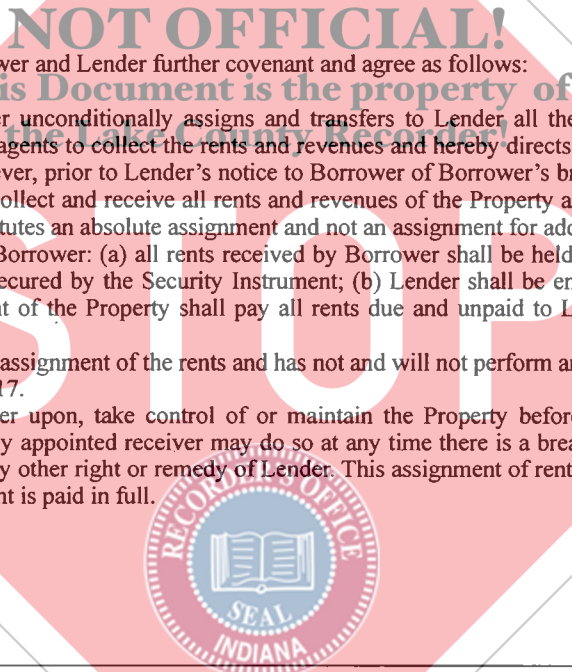 NOT OFFICIAL!
wer and Lender further covenant and agree as follows:
is Document is the property of
er unconditionally assigns and transfers to Lender all the
the Lake County Recorder!
agents to collect the rents and revenues and hereby directs
ever, prior to Lender's notice to Borrower of Borrower's br
collect and receive all rents and revenues of the Property a
tutes an absolute assignment and not an assignment for add
Borrower: (a) all rents received by Borrower shall be held
ecured by the Security Instrument; (b) Lender shall be en
nt of the Property shall pay all rents due and unpaid to L
STOP
assignment of the rents and has not and will not perform an
17.
er upon, take control of or maintain the Property before
y appointed receiver may do so at any time there is a brea
y other right or remedy of Lender. This assignment of rent
nt is paid in full.
RECORDER'S OFFICE
SEAL
INDIANA